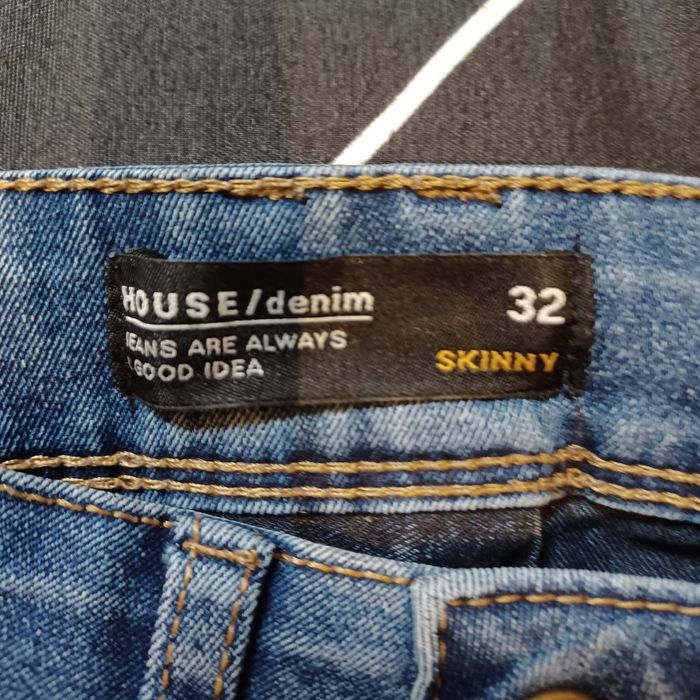 HOUSE/denim
32
JEANS ARE ALWAYS
A GOOD IDEA
SKINNY